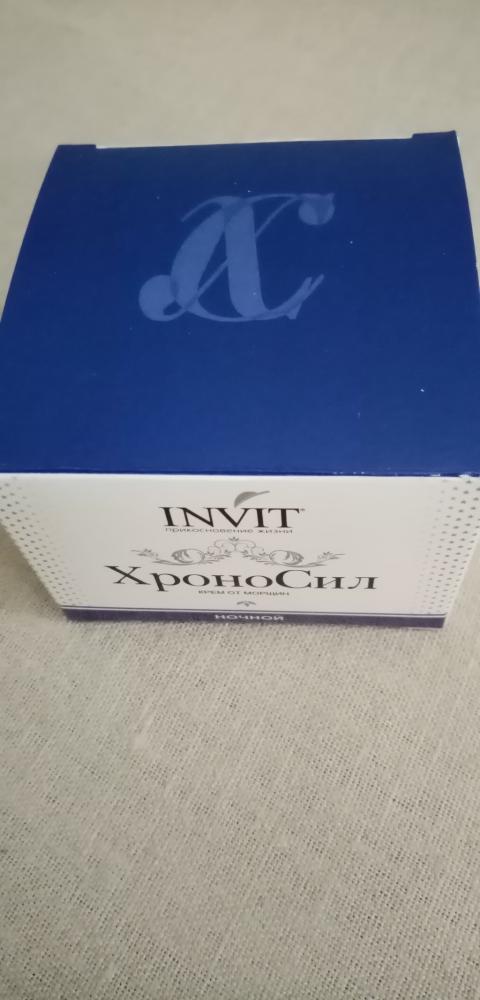 INVIT®
прикосновение жизни
ХроноСил
КРЕМ ОТ МОРЩИН
НОЧНОЙ